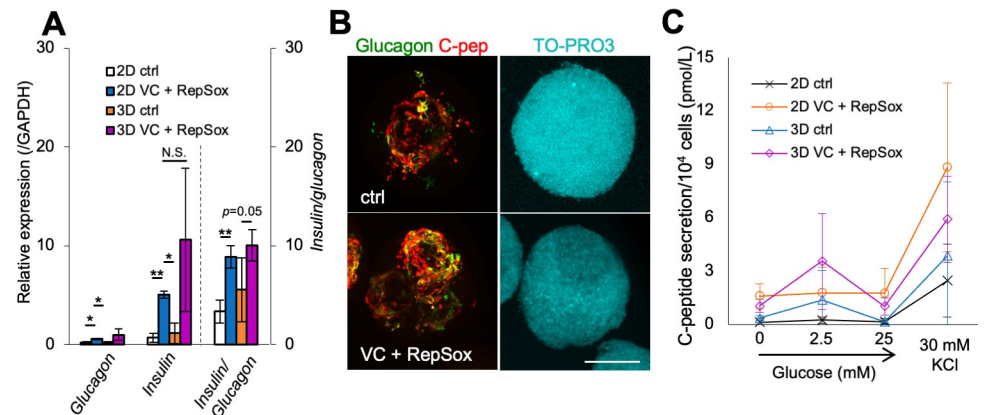 A
Relative expression (/GAPDH)
30
20
10
0
2D ctrl
2D VC + RepSox
3D ctrl
3D VC + RepSox
N.S.
p=0.05
**
*
**
*
*
30
20
10
0
Insulin/glucagon
Glucagon
Insulin
Insulin/
Glucagon
B
Glucagon C-pep
TO-PRO3
ctrl
VC + RepSox
C
C-peptide secretion/10⁴ cells (pmol/L)
15
12
9
6
3
0
2D ctrl
2D VC + RepSox
3D ctrl
3D VC + RepSox
0
2.5
25
30 mM
KCl
Glucose (mM)